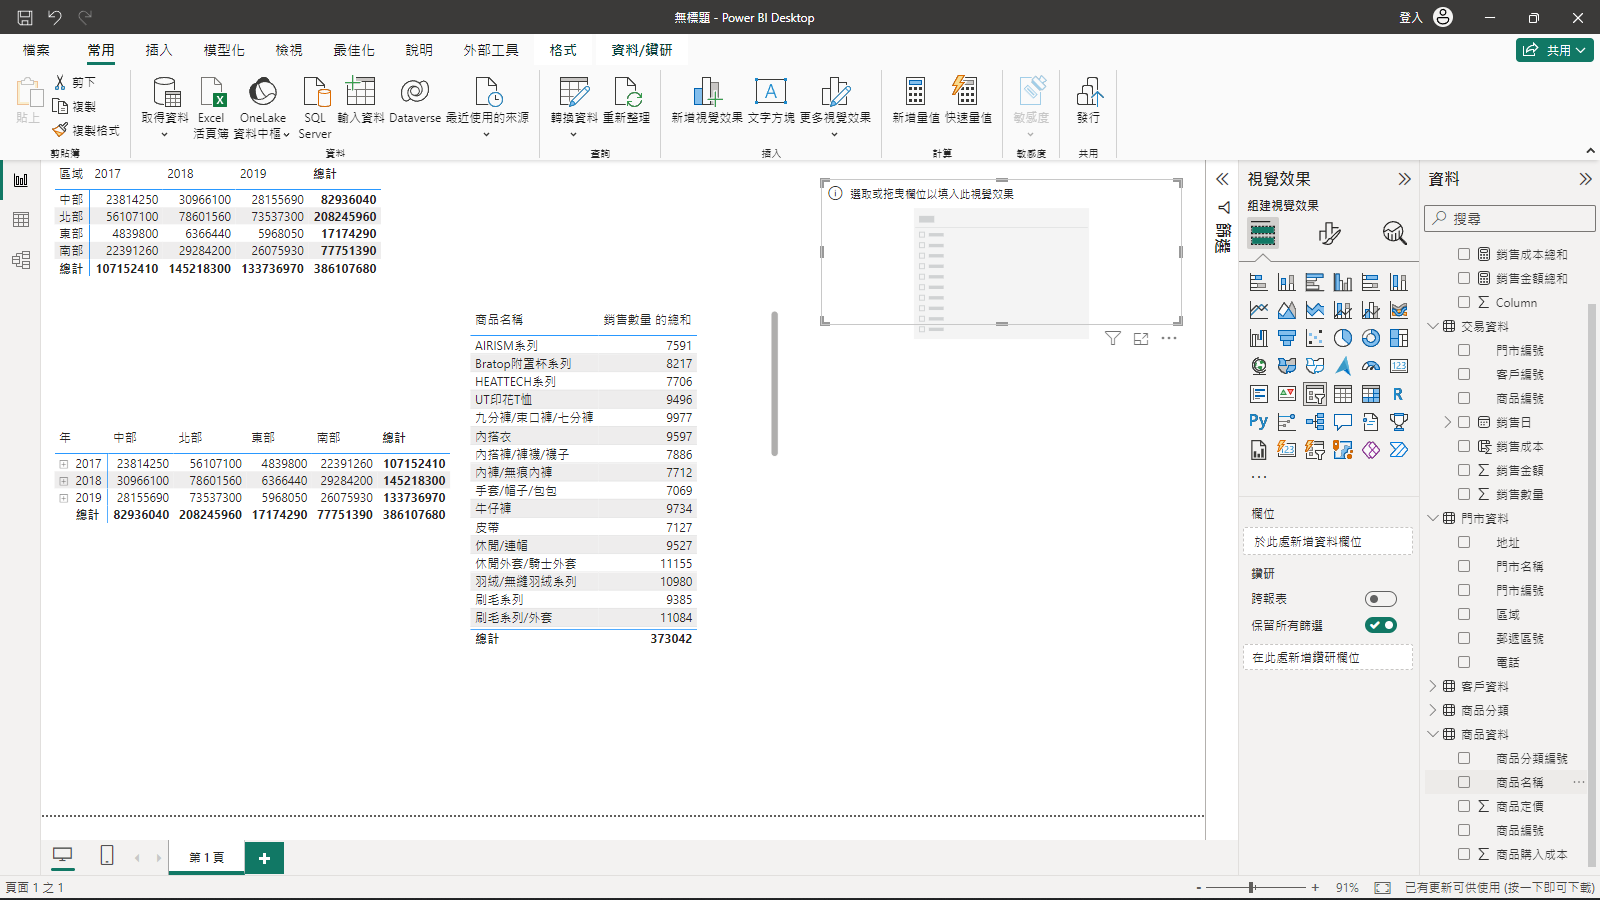 無標題 - Power BI Desktop
登入
檔案 常用 插入 模型化 檢視 最佳化 說明 外部工具 格式 資料/鑽研
共用
貼上
剪下
複製
複製格式
剪貼簿
取得資料
Excel
活頁簿
OneLake
資料中樞
SQL
Server
輸入資料
Dataverse
最近使用的來源
資料
轉換資料
重新整理
查詢
新增視覺效果
文字方塊
更多視覺效果
插入
新增量值
快速量值
計算
敏感度
敏感度
發行
共用
區域 2017 2018 2019 總計
中部 23814250 30966100 28155690 82936040
北部 56107100 78601560 73537300 208245960
東部 4839800 6366440 5968050 17174290
南部 22391260 29284200 26075930 77751390
總計 107152410 145218300 133736970 386107680
年 中部 北部 東部 南部 總計
2017 23814250 56107100 4839800 22391260 107152410
2018 30966100 78601560 6366440 29284200 145218300
2019 28155690 73537300 5968050 26075930 133736970
總計 82936040 208245960 17174290 77751390 386107680
商品名稱 銷售數量 的總和
AIRISM系列 7591
Bratop附罩杯系列 8217
HEATTECH系列 7706
UT印花T恤 9496
九分褲/束口褲/七分褲 9977
內搭衣 9597
內搭褲/褲襪/襪子 7886
內褲/無痕內褲 7712
手套/帽子/包包 7069
牛仔褲 9734
皮帶 7127
休閒/連帽 9527
休閒外套/騎士外套 11155
羽絨/無縫羽絨系列 10980
刷毛系列 9385
刷毛系列/外套 11084
總計 373042
選取或拖曳欄位以填入此視覺效果
篩選
視覺效果
組建視覺效果
欄位
於此處新增資料欄位
鑽研
跨報表
保留所有篩選
在此處新增鑽研欄位
資料
搜尋
銷售成本總和
銷售金額總和
Column
交易資料
門市編號
客戶編號
商品編號
銷售日
銷售成本
銷售金額
銷售數量
門市資料
地址
門市名稱
門市編號
區域
郵遞區號
電話
客戶資料
商品分類
商品資料
商品分類編號
商品名稱
商品定價
商品編號
商品購入成本
第 1 頁
頁面 1 之 1
- + 91%
已有更新可供使用 (按一下即可下載)